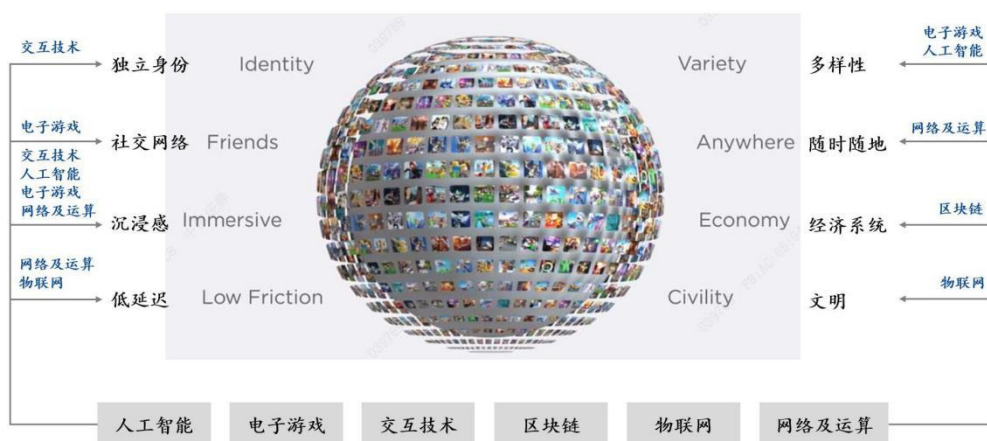 交互技术
独立身份 Identity
电子游戏
社交网络 Friends
交互技术
人工智能
电子游戏
网络及运算
沉浸感 Immersive
网络及运算
物联网
低延迟 Low Friction
电子游戏
人工智能
Variety 多样性
网络及运算
Anywhere 随时随地
区块链
Economy 经济系统
物联网
Civility 文明
人工智能 电子游戏 交互技术 区块链 物联网 网络及运算